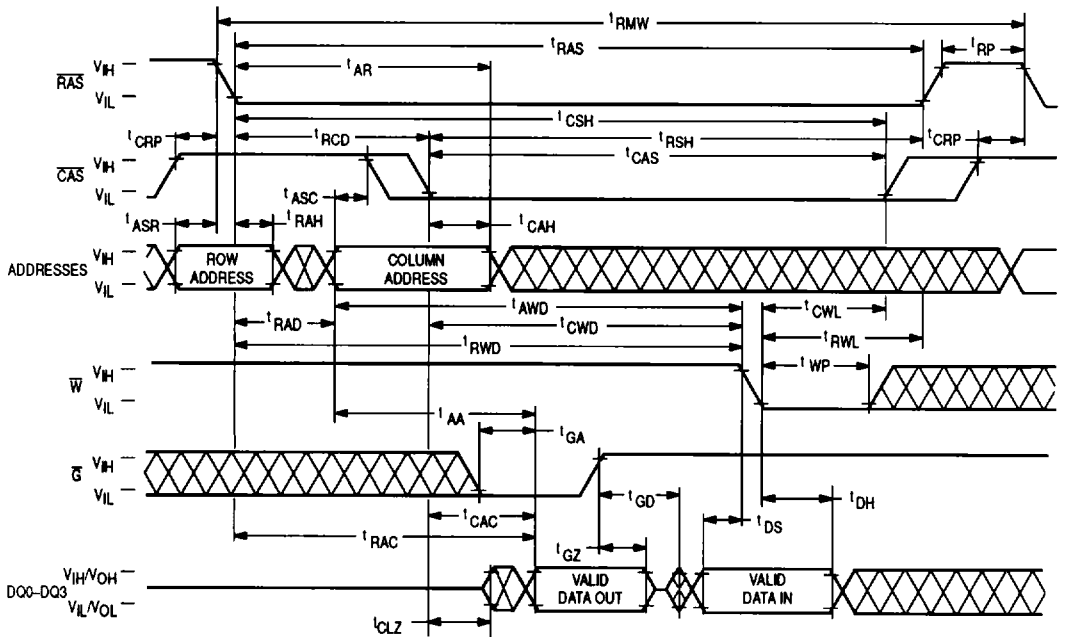 tRMW
tRAS
tRP
tAR
RAS
VIH
VIL
tCSH
tCRP
tRCD
tRSH
tCRP
CAS
VIH
VIL
tCAS
tASC
tASR
tRAH
tCAH
ADDRESSES
VIH
VIL
ROW
ADDRESS
COLUMN
ADDRESS
tAWD
tCWL
tRAD
tCWD
tRWL
tRWD
W
VIH
VIL
tWP
tAA
tGA
G
VIH
VIL
tGD
tDH
tCAC
tDS
tRAC
tGZ
DQ0–DQ3
VIH/VOH
VIL/VOL
VALID
DATA OUT
VALID
DATA IN
tCLZ